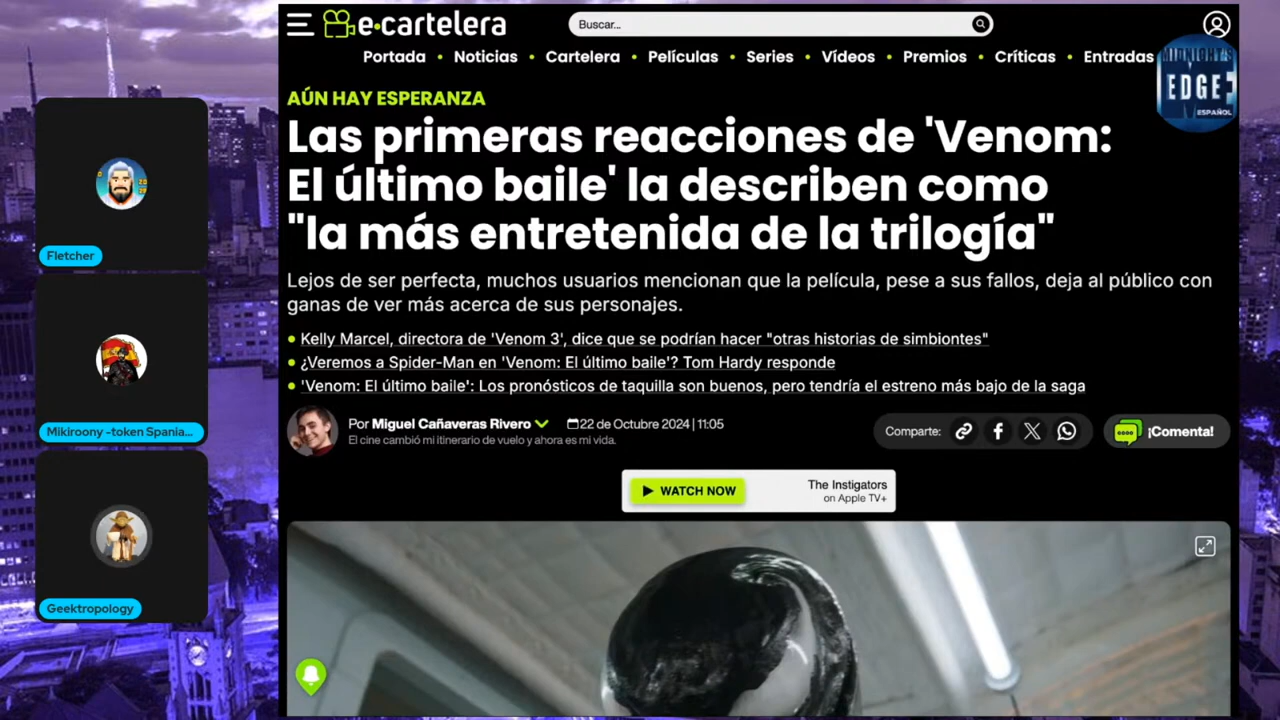 e-cartelera
Buscar...
Portada • Noticias • Cartelera • Películas • Series • Vídeos • Premios • Críticas • Entradas
MIDNIGHT'S
EDGE
ESPAÑOL
AÚN HAY ESPERANZA
Las primeras reacciones de 'Venom:
El último baile' la describen como
"la más entretenida de la trilogía"
Lejos de ser perfecta, muchos usuarios mencionan que la película, pese a sus fallos, deja al público con
ganas de ver más acerca de sus personajes.
• Kelly Marcel, directora de 'Venom 3', dice que se podrían hacer "otras historias de simbiontes"
• ¿Veremos a Spider-Man en 'Venom: El último baile'? Tom Hardy responde
• 'Venom: El último baile': Los pronósticos de taquilla son buenos, pero tendría el estreno más bajo de la saga
Por Miguel Cañaveras Rivero 22 de Octubre 2024 | 11:05
El cine cambió mi itinerario de vuelo y ahora es mi vida.
Comparte:
¡Comenta!
WATCH NOW
The Instigators
on Apple TV+
Fletcher
Mikiroony -token Spania...
Geektropology